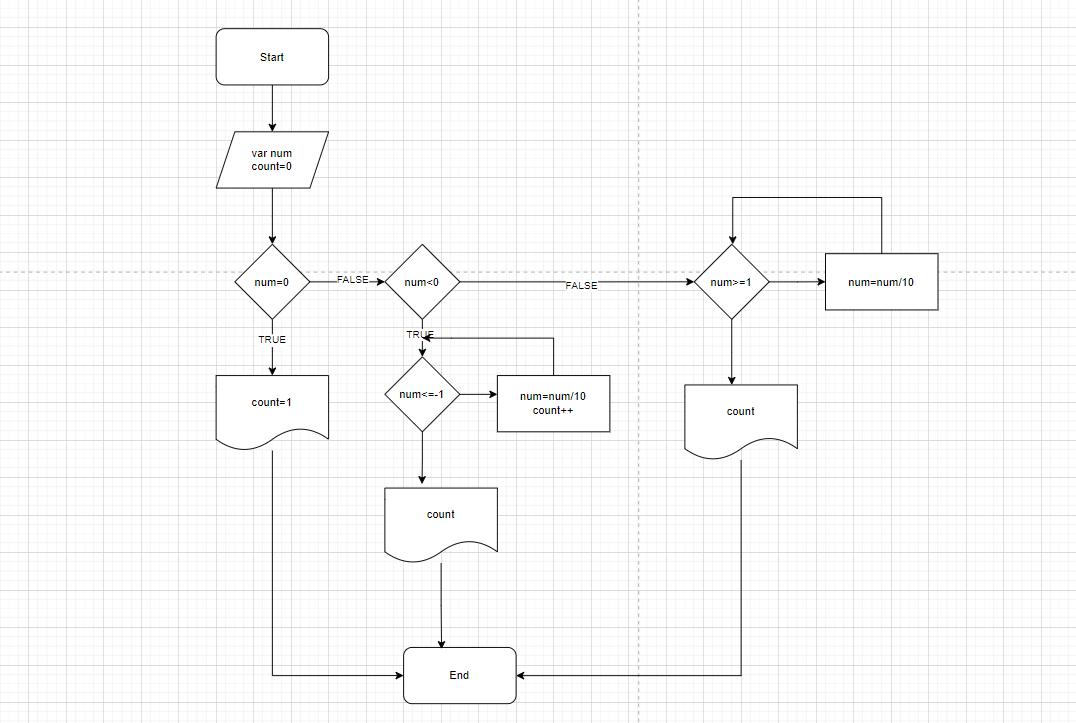 Start
var num
count=0
num=0
FALSE
num<0
FALSE
num>=1
num=num/10
TRUE
TRUE
count=1
num<=-1
num=num/10
count++
count
count
End